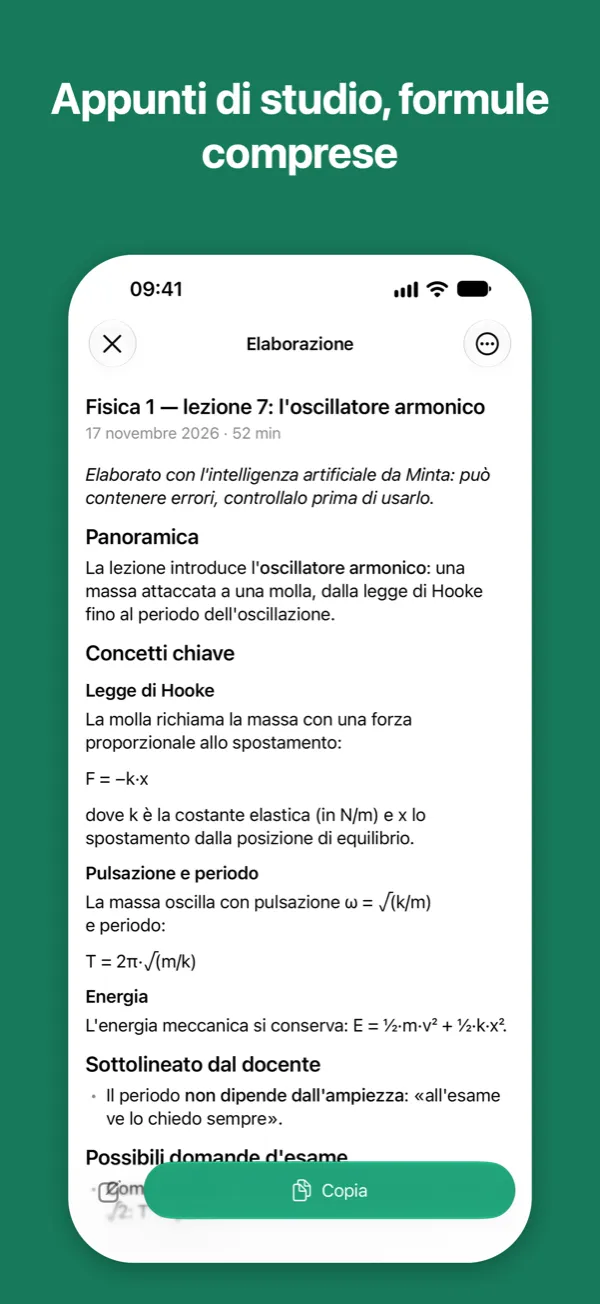 Appunti di studio, formule
comprese
09:41
Elaborazione
Fisica 1 — lezione 7: l'oscillatore armonico
17 novembre 2026 · 52 min
Elaborato con l'intelligenza artificiale da Minta: può
contenere errori, controllalo prima di usarlo.
Panoramica
La lezione introduce l'oscillatore armonico: una
massa attaccata a una molla, dalla legge di Hooke
fino al periodo dell'oscillazione.
Concetti chiave
Legge di Hooke
La molla richiama la massa con una forza
proporzionale allo spostamento:
F = −k·x
dove k è la costante elastica (in N/m) e x lo
spostamento dalla posizione di equilibrio.
Pulsazione e periodo
La massa oscilla con pulsazione ω = √(k/m)
e periodo:
T = 2π·√(m/k)
Energia
L'energia meccanica si conserva: E = ½·m·v² + ½·k·x².
Sottolineato dal docente
• Il periodo non dipende dall'ampiezza: «all'esame
ve lo chiedo sempre».
Possibili domande d'esame
Copia